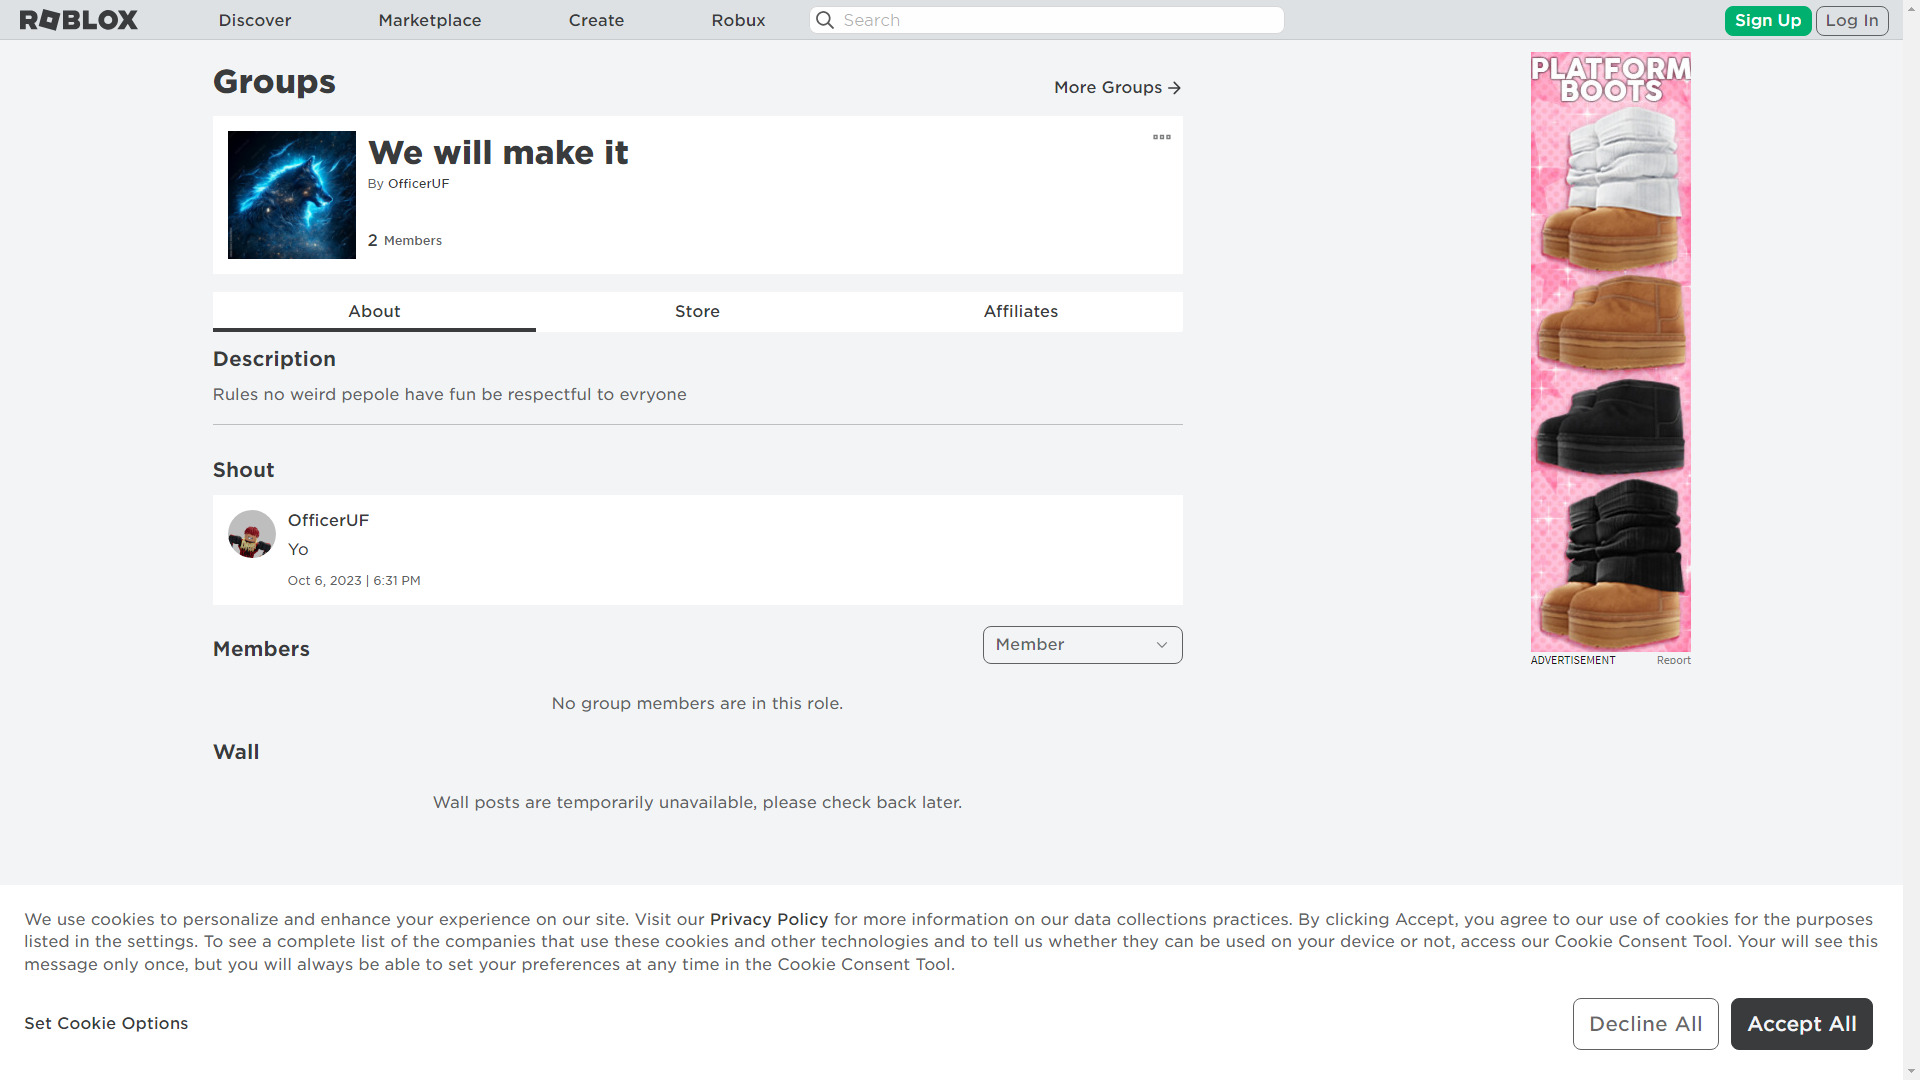 ROBLOX
Discover
Marketplace
Create
Robux
Search
Sign Up
Log In
Groups
More Groups
We will make it
By OfficerUF
2 Members
About
Store
Affiliates
Description
Rules no weird pepole have fun be respectful to evryone
Shout
OfficerUF
Yo
Oct 6, 2023 | 6:31 PM
Members
Member
No group members are in this role.
Wall
Wall posts are temporarily unavailable, please check back later.
PLATFORM
BOOTS
ADVERTISEMENT
Report
We use cookies to personalize and enhance your experience on our site. Visit our Privacy Policy for more information on our data collections practices. By clicking Accept, you agree to our use of cookies for the purposes
listed in the settings. To see a complete list of the companies that use these cookies and other technologies and to tell us whether they can be used on your device or not, access our Cookie Consent Tool. Your will see this
message only once, but you will always be able to set your preferences at any time in the Cookie Consent Tool.
Set Cookie Options
Decline All
Accept All